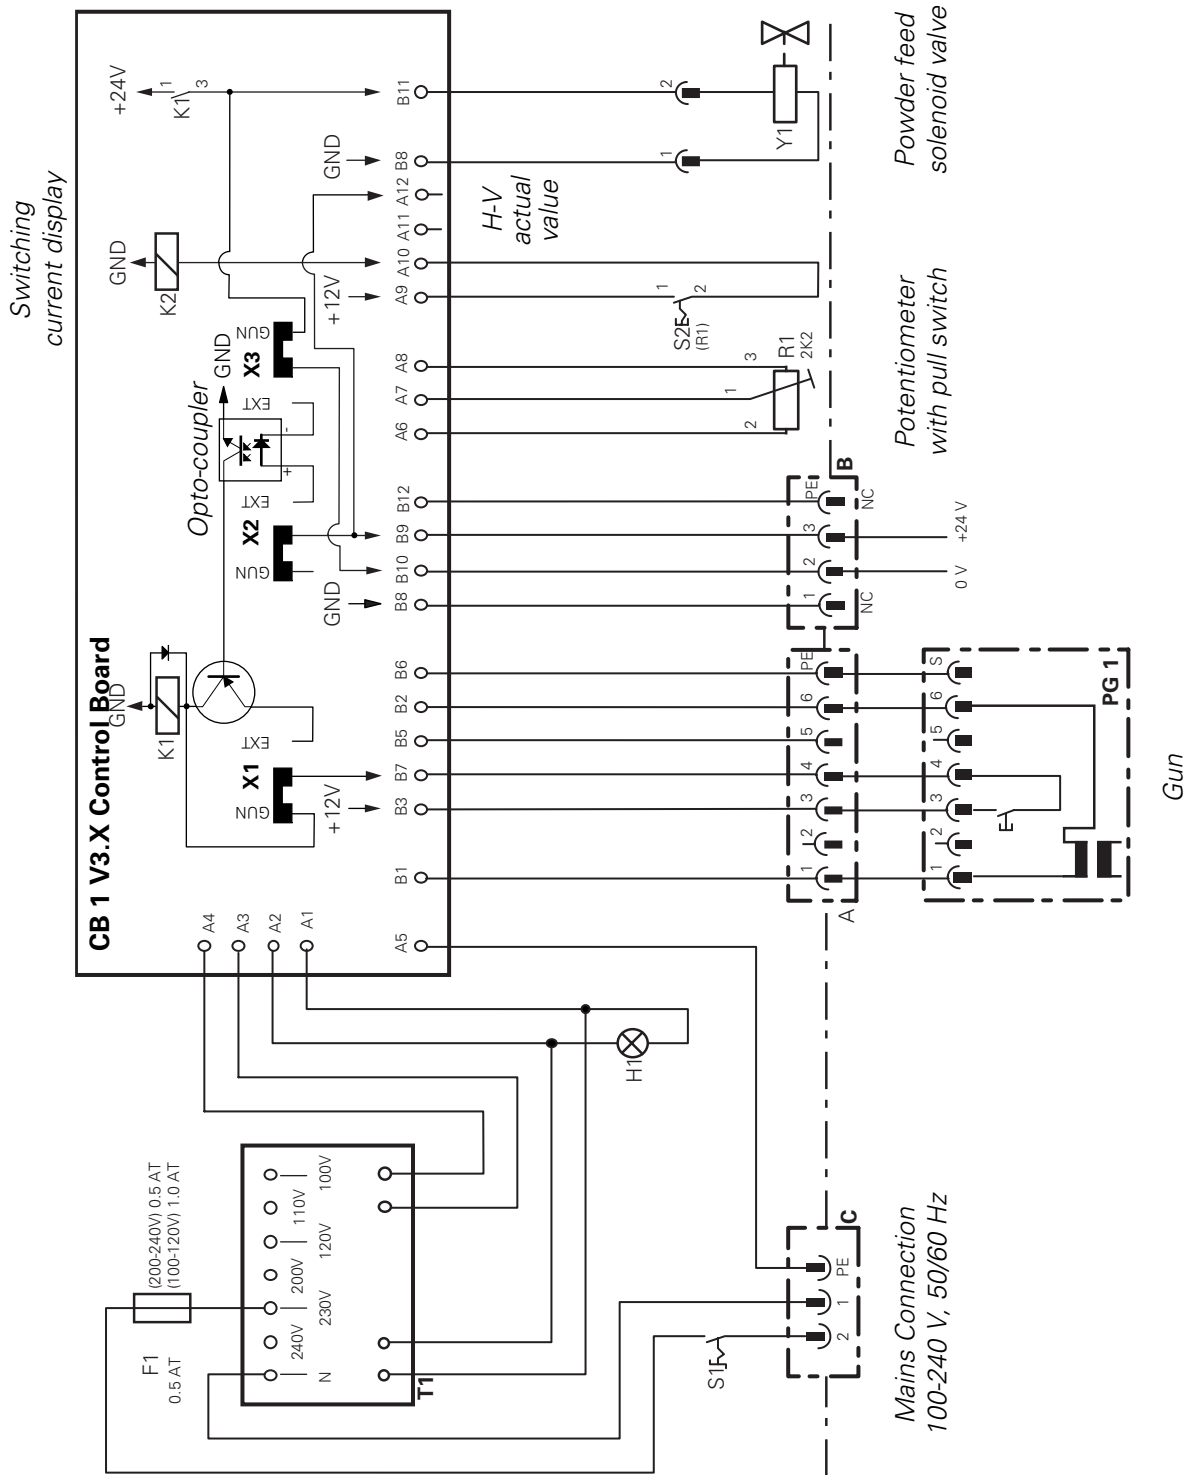 Switching
current display
CB 1 V3.X Control Board
GND
K1
X1
GUN
EXT
+12V
Opto-coupler
GND
X2
GUN
EXT
+
-
EXT
X3
GUN
GND
+12V
GND
K2
GND
+24V
K1
1
3
A4
A3
A2
A1
A5
B1
B3
B7
B5
B2
B6
B8
B10
B9
B12
A6
A7
A8
A9
A10
A11
A12
B8
B11
H-V
actual
value
F1
0.5 AT
(200-240V) 0.5 AT
(100-120V) 1.0 AT
N
240V
230V
200V
120V
110V
100V
T1
H1
S1
2
1
PE
C
Mains Connection
100-240 V, 50/60 Hz
A
1
2
3
4
5
6
PE
1
2
3
4
5
6
S
PG 1
Gun
1
2
3
PE
B
NC
0 V
+24 V
NC
2
1
3
R1
2K2
S2
(R1)
1
2
Potentiometer
with pull switch
1
2
Y1
Powder feed
solenoid valve